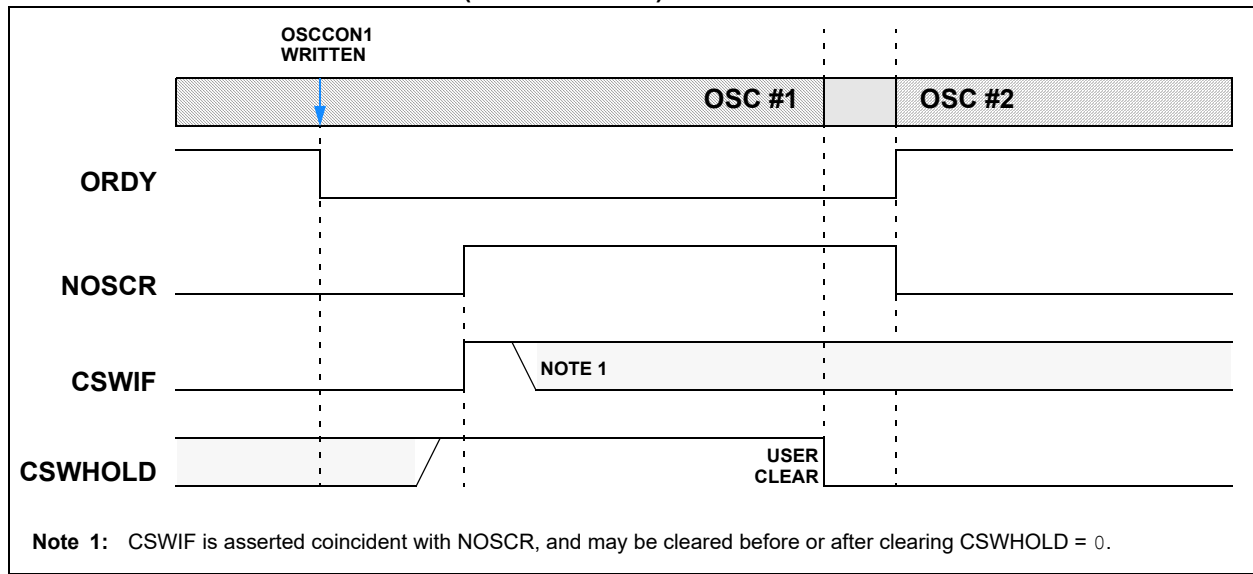 OSCCON1
WRITTEN
OSC #1
OSC #2
ORDY
NOSCR
CSWIF
NOTE 1
CSWHOLD
USER
CLEAR
Note 1: CSWIF is asserted coincident with NOSCR, and may be cleared before or after clearing CSWHOLD = 0.